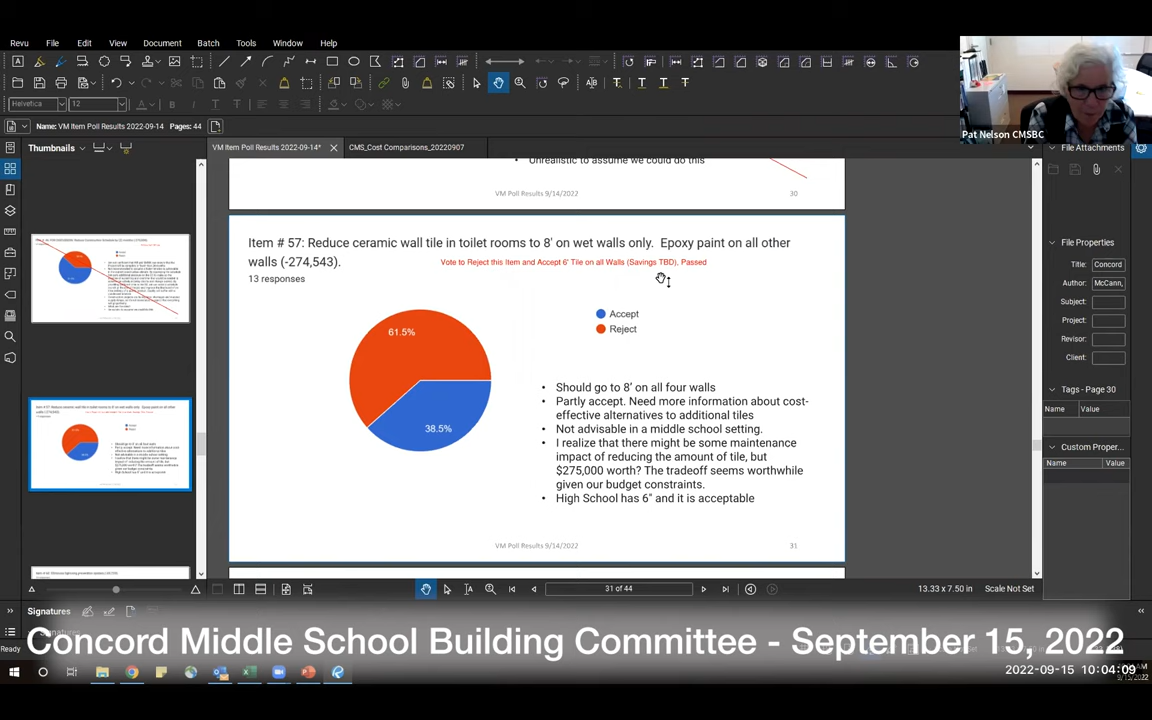 Revu File Edit View Document Batch Tools Window Help
Helvetica 12
Name: VM Item Poll Results 2022-09-14 Pages: 44
Pat Nelson CMSBC
Thumbnails
VM Item Poll Results 2022-09-14* CMS_Cost Comparisons_20220907
File Attachments
Unrealistic to assume we could do this
VM Poll Results 9/14/2022 30
Item # 57: Reduce ceramic wall tile in toilet rooms to 8' on wet walls only. Epoxy paint on all other
walls (-274,543).
Vote to Reject this Item and Accept 6' Tile on all Walls (Savings TBD), Passed
13 responses
61.5%
38.5%
Accept
Reject
• Should go to 8' on all four walls
• Partly accept. Need more information about cost-
effective alternatives to additional tiles
• Not advisable in a middle school setting.
• I realize that there might be some maintenance
impact of reducing the amount of tile, but
$275,000 worth? The tradeoff seems worthwhile
given our budget constraints.
• High School has 6" and it is acceptable
VM Poll Results 9/14/2022 31
File Properties
Title: Concord
Author: McCann,
Subject:
Project:
Revisor:
Client:
Tags - Page 30
Name Value
Custom Proper...
Name Value
31 of 44
13.33 x 7.50 in Scale Not Set
Signatures
Ready
Concord Middle School Building Committee - September 15, 2022
2022-09-15 10:04:09